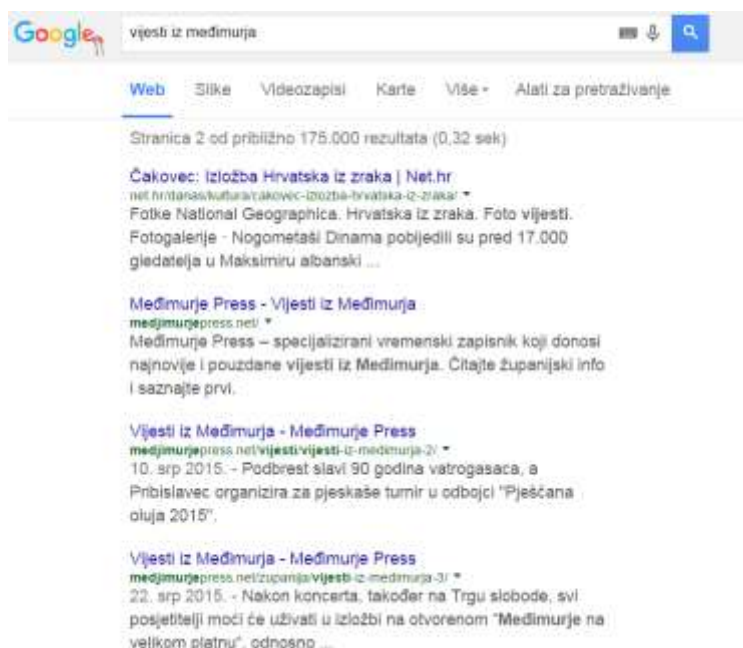 Google
vijesti iz međimurja
Web Slike Videozapisi Karte Više Alati za pretraživanje
Stranica 2 od približno 175.000 rezultata (0,32 sek)
Čakovec: Izložba Hrvatska iz zraka | Net.hr
net.hr/danas/kultura/cakovec-izlozba-hrvatska-iz-zraka/
Fotke National Geographica. Hrvatska iz zraka. Foto vijesti.
Fotogalerije - Nogometaši Dinama pobijedili su pred 17.000
gledatelja u Maksimiru albanski ...
Međimurje Press - Vijesti iz Međimurja
medjimurjepress.net/
Međimurje Press – specijalizirani vremenski zapisnik koji donosi
najnovije i pouzdane vijesti iz Međimurja. Čitajte županijski info
i saznajte prvi.
Vijesti iz Međimurja - Međimurje Press
medjimurjepress.net/vijesti/vijesti-iz-medimurja-2/
10. srp 2015. - Podbrest slavi 90 godina vatrogasaca, a
Pribislavec organizira za pjeskaše turnir u odbojci "Pješčana
oluja 2015".
Vijesti iz Međimurja - Međimurje Press
medjimurjepress.net/zupanija/vijesti-iz-medimurja-3/
22. srp 2015. - Nakon koncerta, također na Trgu slobode, svi
posjetitelji moći će uživati u izložbi na otvorenom "Međimurje na
velikom platnu", odnosno ...